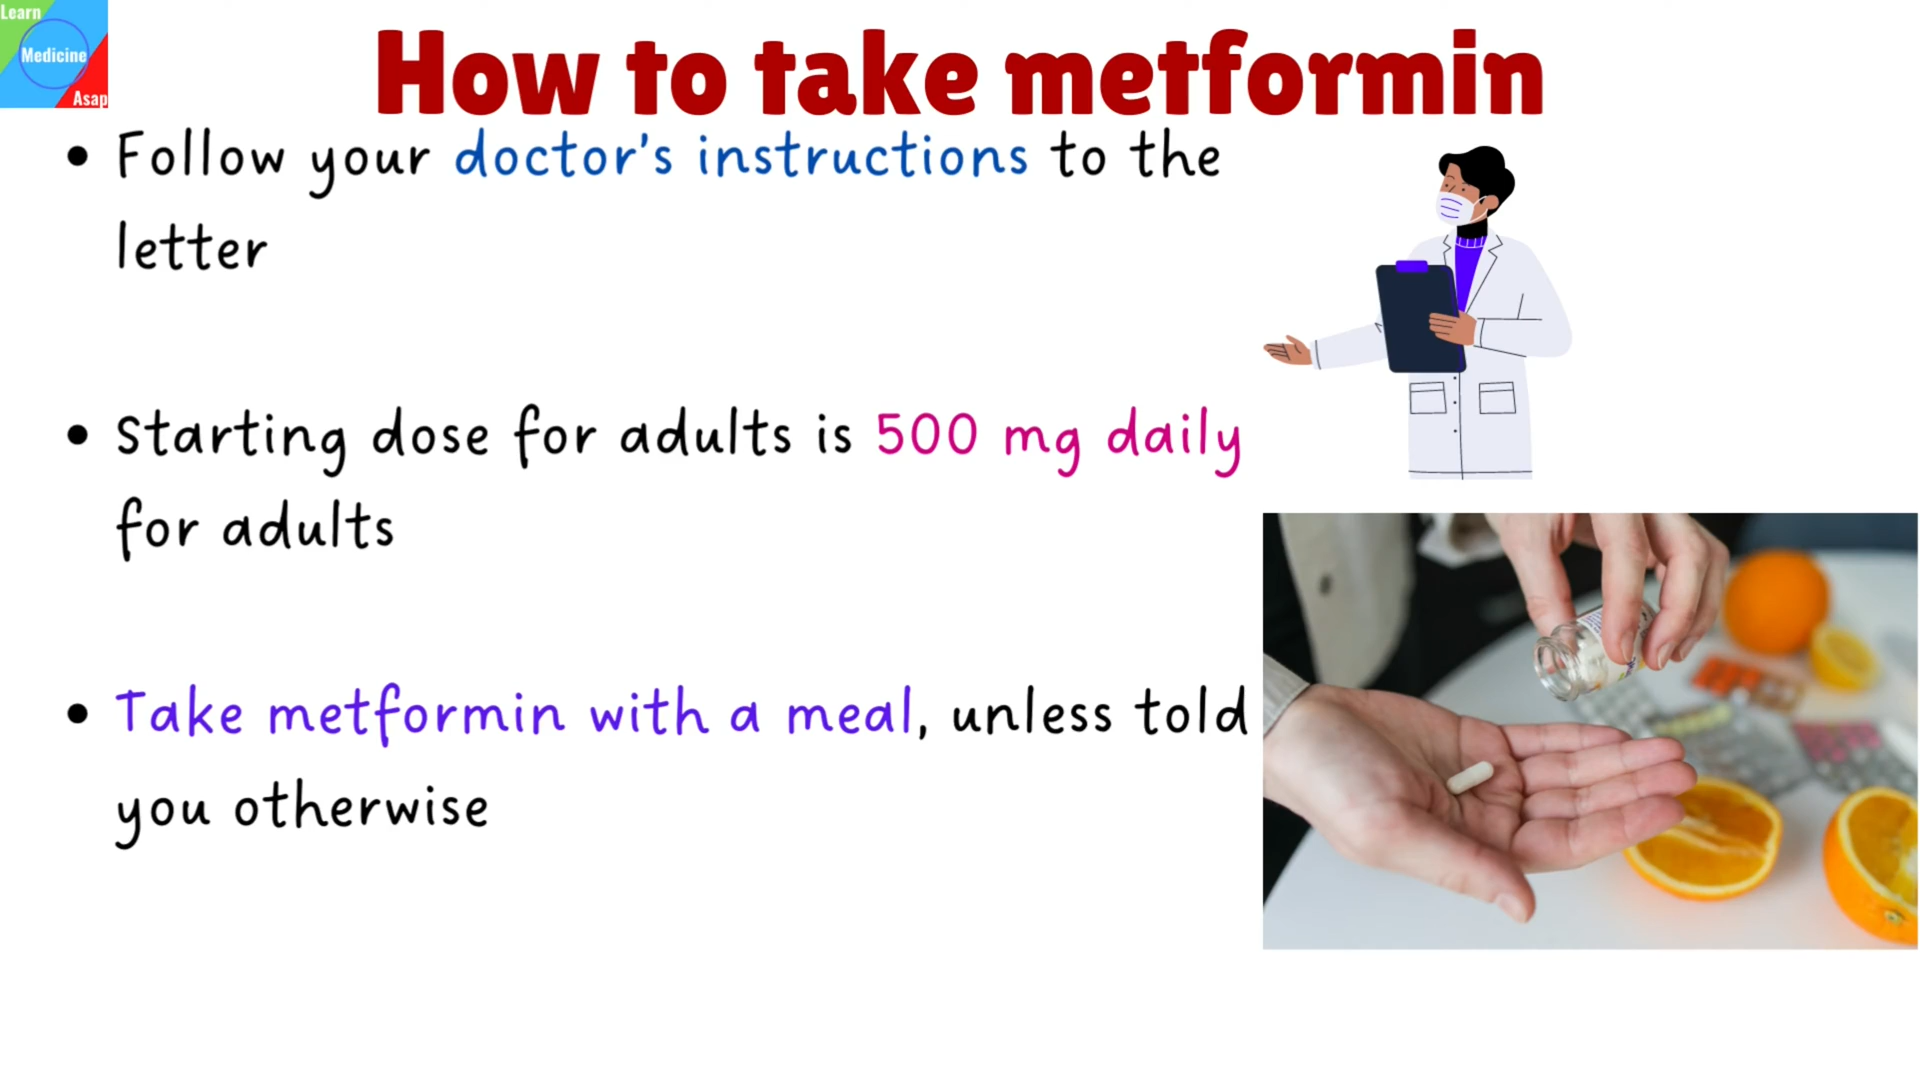 Learn
Medicine
Asap
How to take metformin
• Follow your doctor's instructions to the
letter
• Starting dose for adults is 500 mg daily
for adults
• Take metformin with a meal, unless told
you otherwise